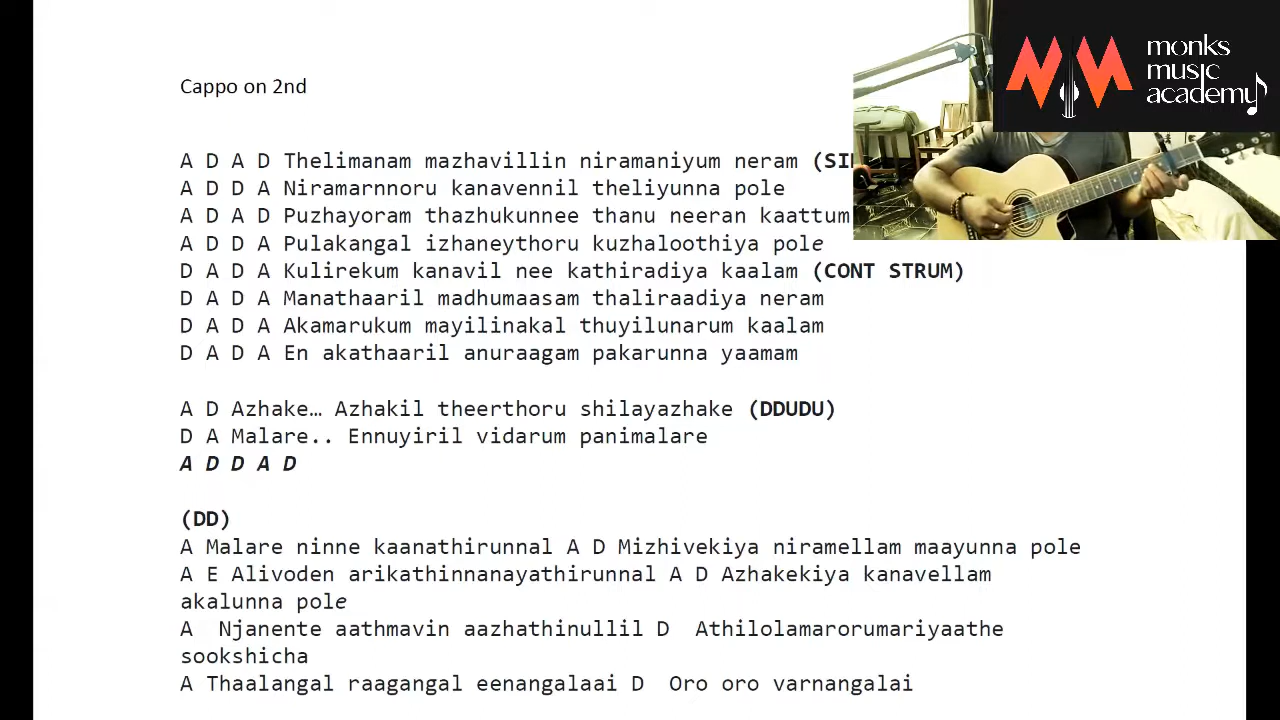 Cappo on 2nd
monks
music
academy
A D A D Thelimanam mazhavillin niramaniyum neram
A D D A Niramarnnoru kanavennil theliyunna pole
A D A D Puzhayoram thazhukunnee thanu neeran kaattum
A D D A Pulakangal izhaneythoru kuzhaloothiya pole
D A D A Kulirekum kanavil nee kathiradiya kaalam (CONT STRUM)
D A D A Manathaaril madhumaasam thaliraadiya neram
D A D A Akamarukum mayilinakal thuyilunarum kaalam
D A D A En akathaaril anuraagam pakarunna yaamam
A D Azhake… Azhakil theerthoru shilayazhake (DDUDU)
D A Malare.. Ennuyiril vidarum panimalare
A D D A D
(DD)
A Malare ninne kaanathirunnal A D Mizhivekiya niramellam maayunna pole
A E Alivoden arikathinnanayathirunnal A D Azhakekiya kanavellam
akalunna pole
A  Njanente aathmavin aazhathinullil D  Athilolamarorumariyaathe
sookshicha
A Thaalangal raagangal eenangalaai D  Oro oro varnangalai